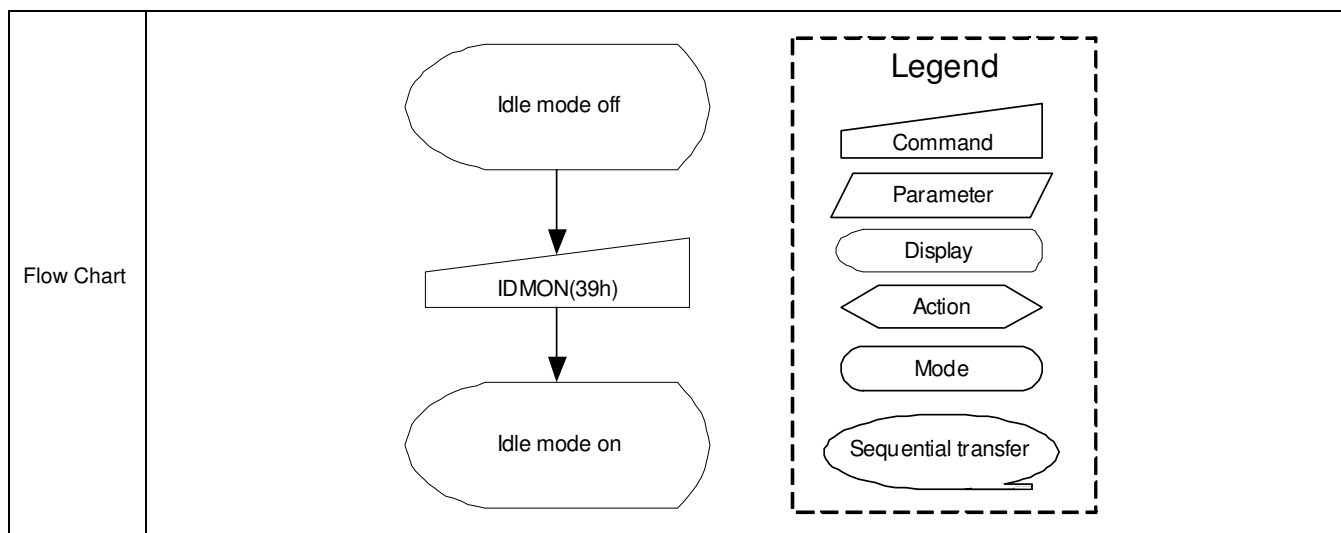 Flow Chart
Idle mode off
IDMON(39h)
Idle mode on
Legend
Command
Parameter
Display
Action
Mode
Sequential transfer